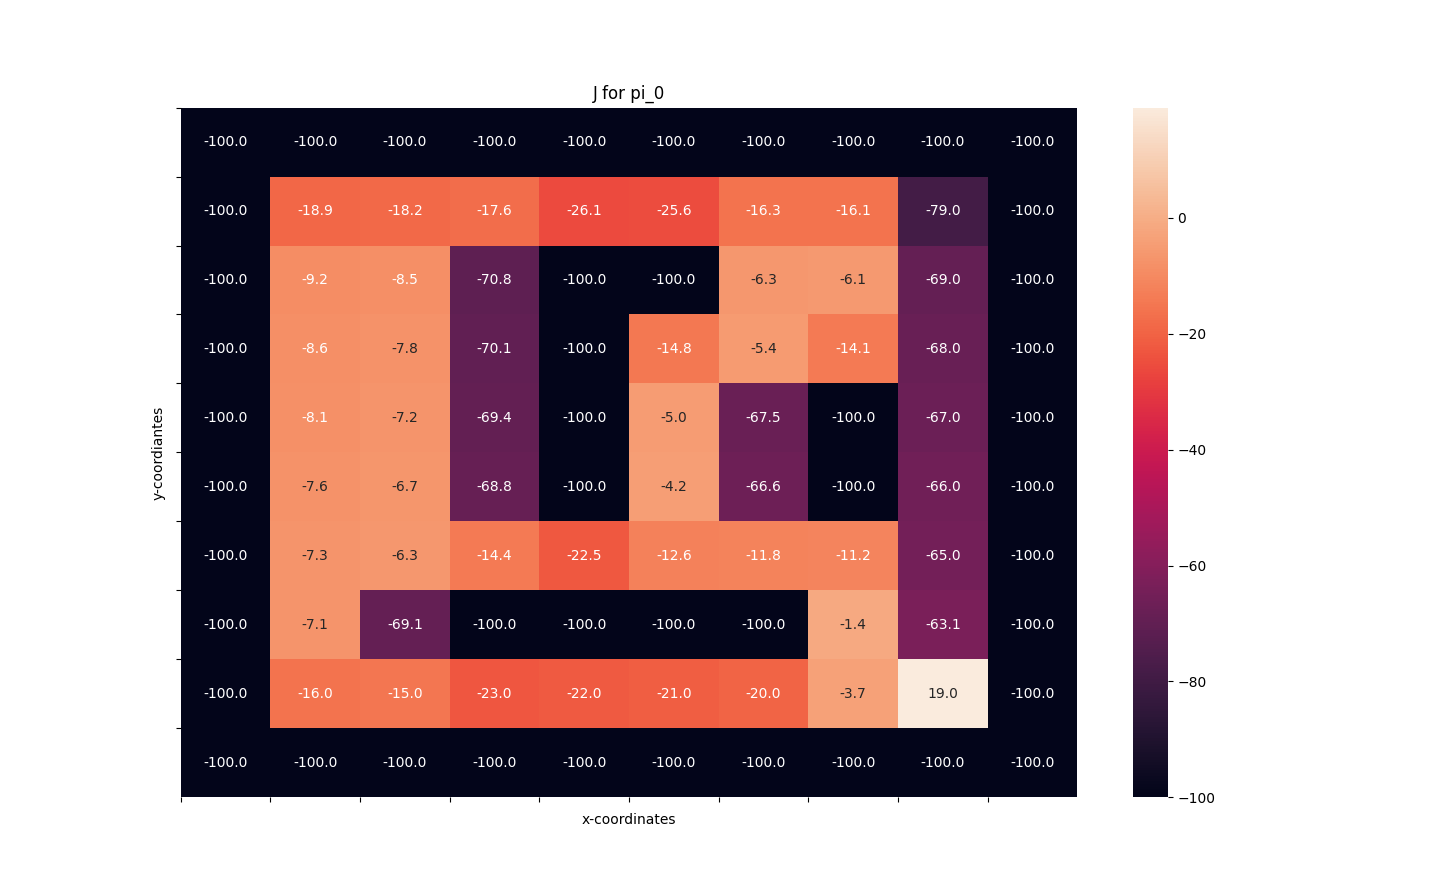 J for pi_0
-100.0 -100.0 -100.0 -100.0 -100.0 -100.0 -100.0 -100.0 -100.0 -100.0
-100.0 -18.9 -18.2 -17.6 -26.1 -25.6 -16.3 -16.1 -79.0 -100.0
0
-100.0 -9.2 -8.5 -70.8 -100.0 -100.0 -6.3 -6.1 -69.0 -100.0
−20
-100.0 -8.6 -7.8 -70.1 -100.0 -14.8 -5.4 -14.1 -68.0 -100.0
-100.0 -8.1 -7.2 -69.4 -100.0 -5.0 -67.5 -100.0 -67.0 -100.0
−40
y-coordiantes
-100.0 -7.6 -6.7 -68.8 -100.0 -4.2 -66.6 -100.0 -66.0 -100.0
-100.0 -7.3 -6.3 -14.4 -22.5 -12.6 -11.8 -11.2 -65.0 -100.0
−60
-100.0 -7.1 -69.1 -100.0 -100.0 -100.0 -100.0 -1.4 -63.1 -100.0
−80
-100.0 -16.0 -15.0 -23.0 -22.0 -21.0 -20.0 -3.7 19.0 -100.0
-100.0 -100.0 -100.0 -100.0 -100.0 -100.0 -100.0 -100.0 -100.0 -100.0
−100
x-coordinates